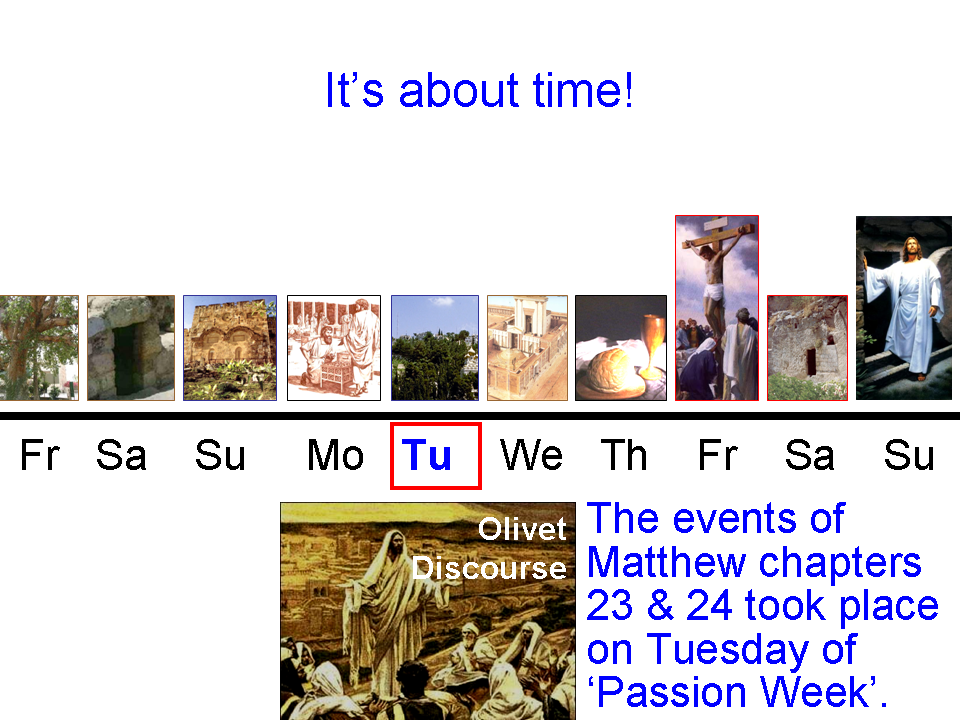 It’s about time!
Fr Sa Su Mo Tu We Th Fr Sa Su
Olivet
Discourse
The events of
Matthew chapters
23 & 24 took place
on Tuesday of
‘Passion Week’.